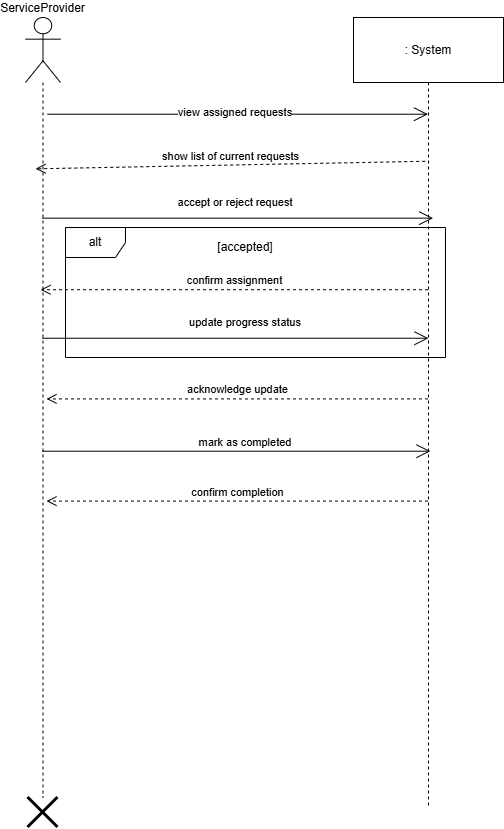 ServiceProvider
: System
view assigned requests
show list of current requests
accept or reject request
alt
[accepted]
confirm assignment
update progress status
acknowledge update
mark as completed
confirm completion